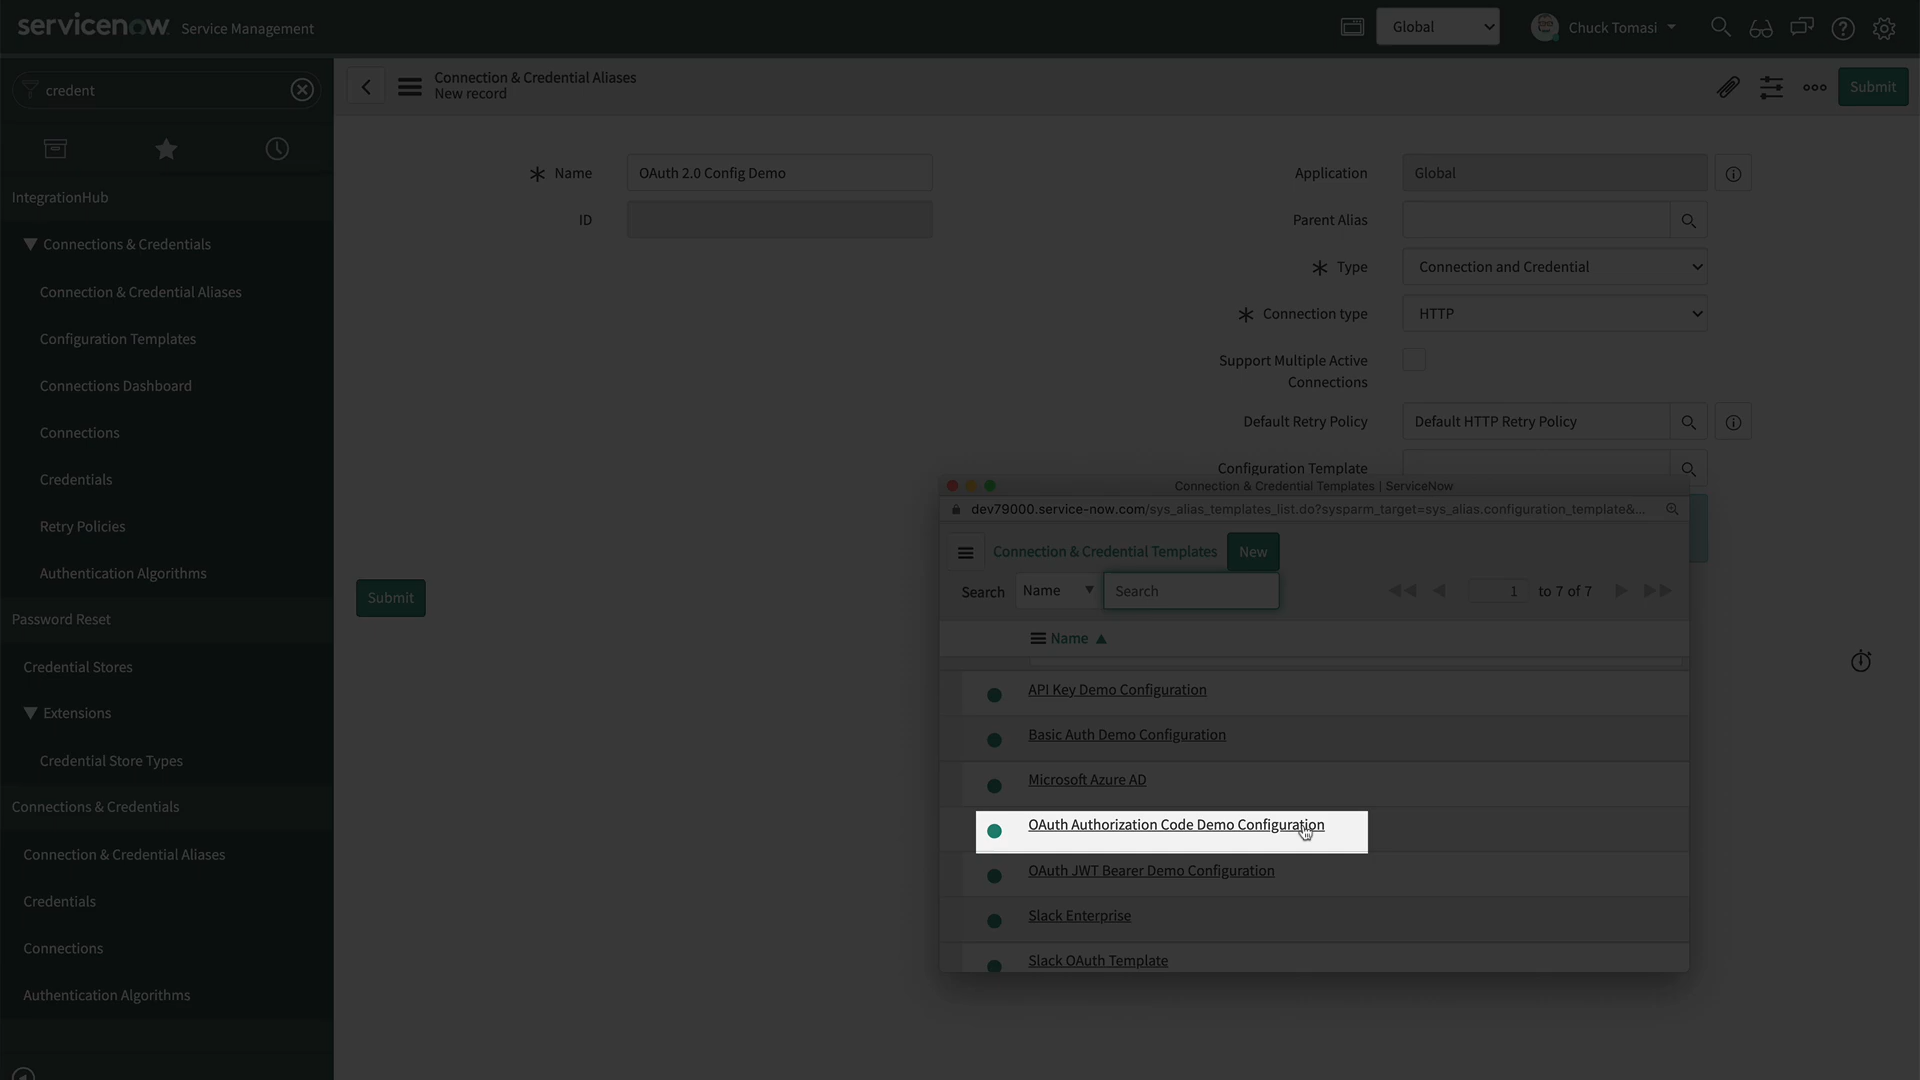 servicenow Service Management
Global
Chuck Tomasi
credent
Connection & Credential Aliases
New record
Submit
IntegrationHub
Connections & Credentials
Connection & Credential Aliases
Configuration Templates
Connections Dashboard
Connections
Credentials
Retry Policies
Authentication Algorithms
Password Reset
Credential Stores
Extensions
Credential Store Types
Connections & Credentials
Connection & Credential Aliases
Credentials
Connections
Authentication Algorithms
Name OAuth 2.0 Config Demo
ID
Application Global
Parent Alias
Type Connection and Credential
Connection type HTTP
Support Multiple Active
Connections
Default Retry Policy Default HTTP Retry Policy
Configuration Template
Submit
Connection & Credential Templates | ServiceNow
dev79000.service-now.com/sys_alias_templates_list.do?sysparm_target=sys_alias.configuration_template&...
Connection & Credential Templates New
Search Name Search 1 to 7 of 7
Name
API Key Demo Configuration
Basic Auth Demo Configuration
Microsoft Azure AD
OAuth Authorization Code Demo Configuration
OAuth JWT Bearer Demo Configuration
Slack Enterprise
Slack OAuth Template